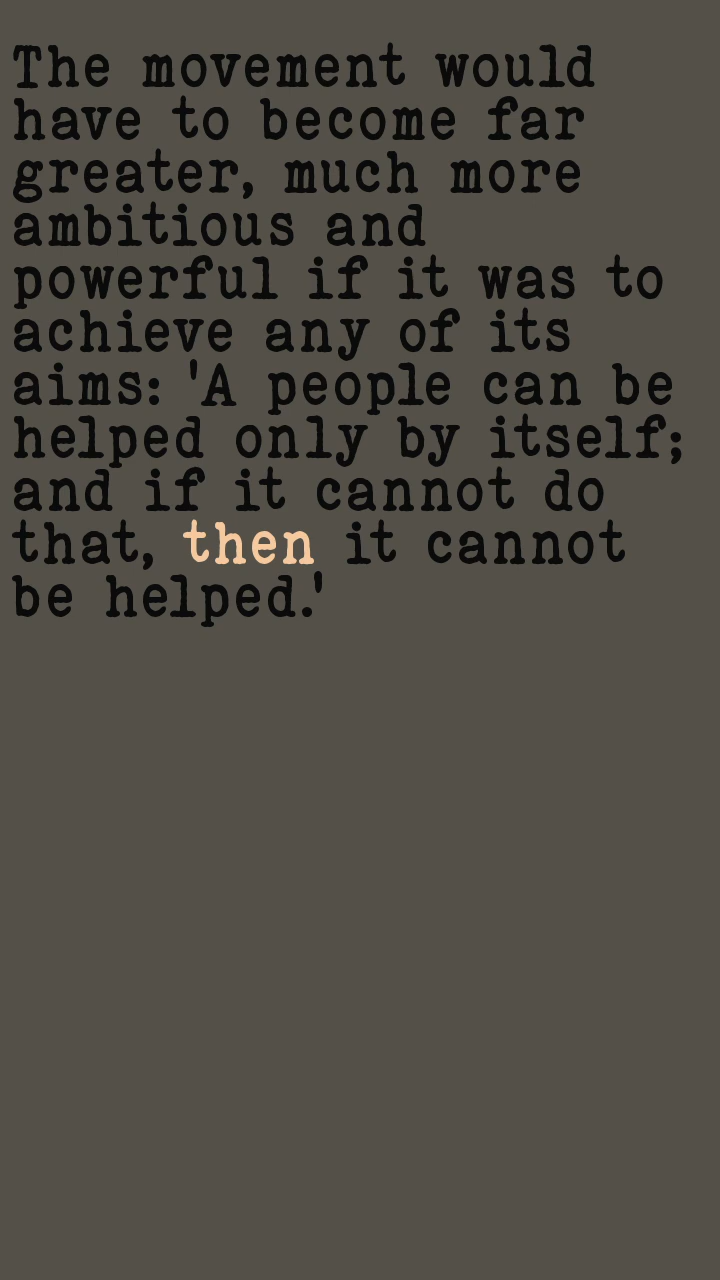 The movement would
have to become far
greater, much more
ambitious and
powerful if it was to
achieve any of its
aims: 'A people can be
helped only by itself;
and if it cannot do
that, then it cannot
be helped.'